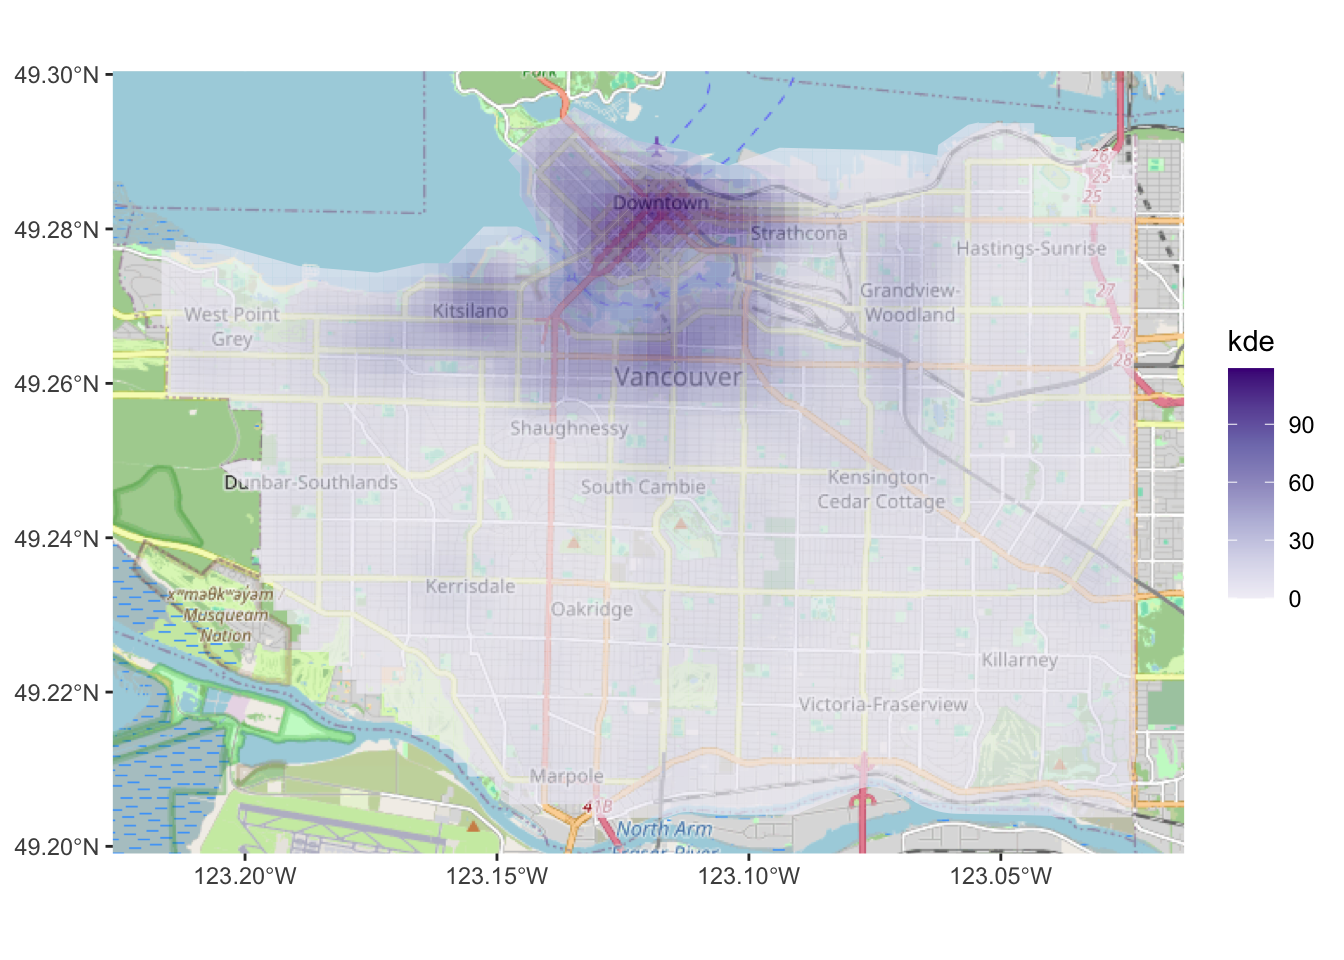 49.30°N
Park
26
25
25
49.28°N
Downtown
Strathcona
Hastings-Sunrise
27
Grandview-
Woodland
West Point
Grey
Kitsilano
27
28
49.26°N
Vancouver
Shaughnessy
Dunbar-Southlands
South Cambie
Kensington-
Cedar Cottage
49.24°N
Kerrisdale
Oakridge
xʷməθkʷəy̓əm
Musqueam
Nation
Killarney
49.22°N
Victoria-Fraserview
Marpole
41B
North Arm
Fraser River
49.20°N
123.20°W
123.15°W
123.10°W
123.05°W
kde
90
60
30
0